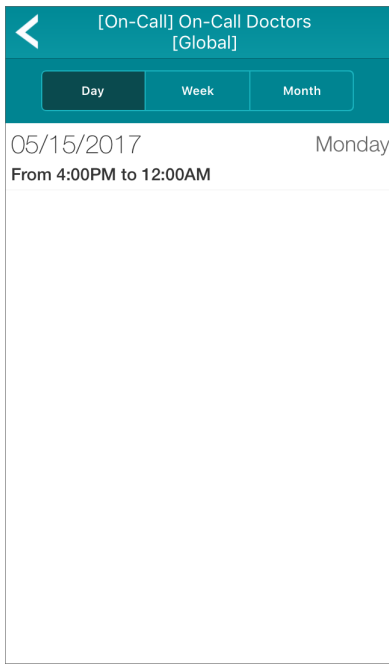 [On-Call] On-Call Doctors
[Global]
Day Week Month
05/15/2017 Monday
From 4:00PM to 12:00AM